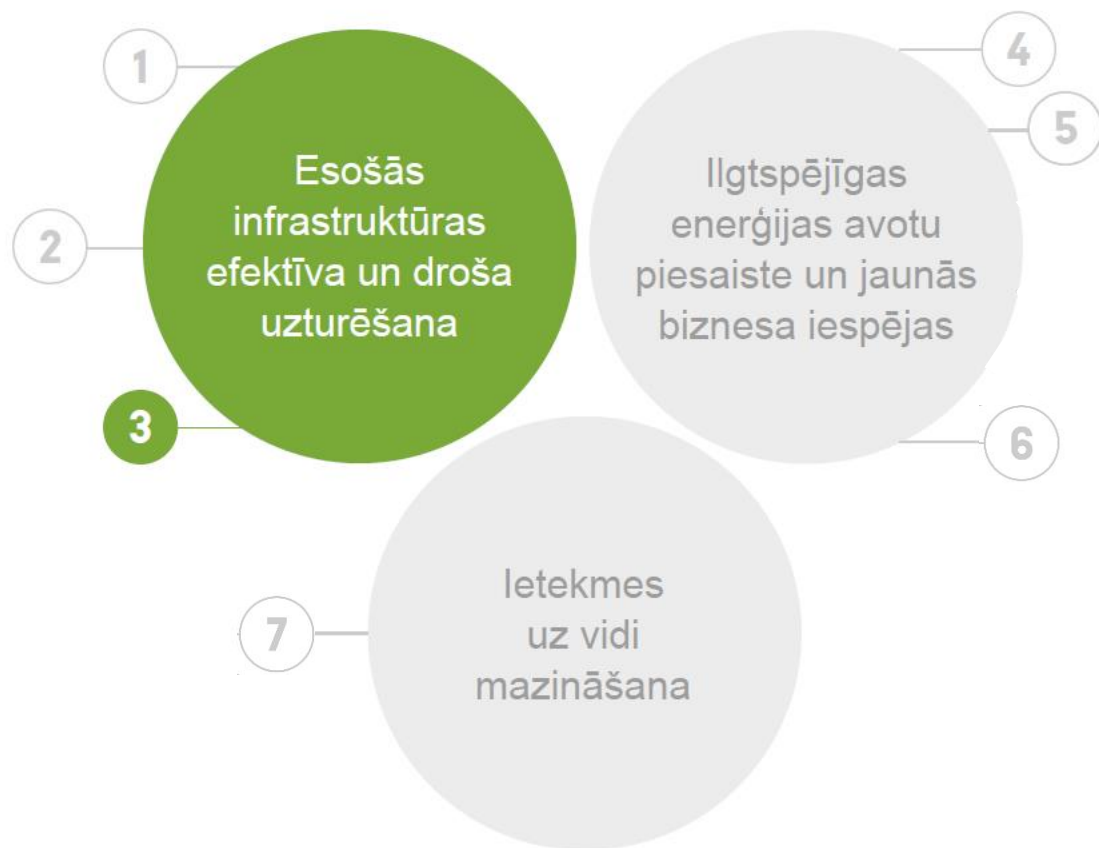 1
Esošās
infrastruktūras
efektīva un droša
uzturēšana
2
3
4
5
Ilgtspējīgas
enerģijas avotu
piesaiste un jaunās
biznesa iespējas
6
7
Ietekmes
uz vidi
mazināšana